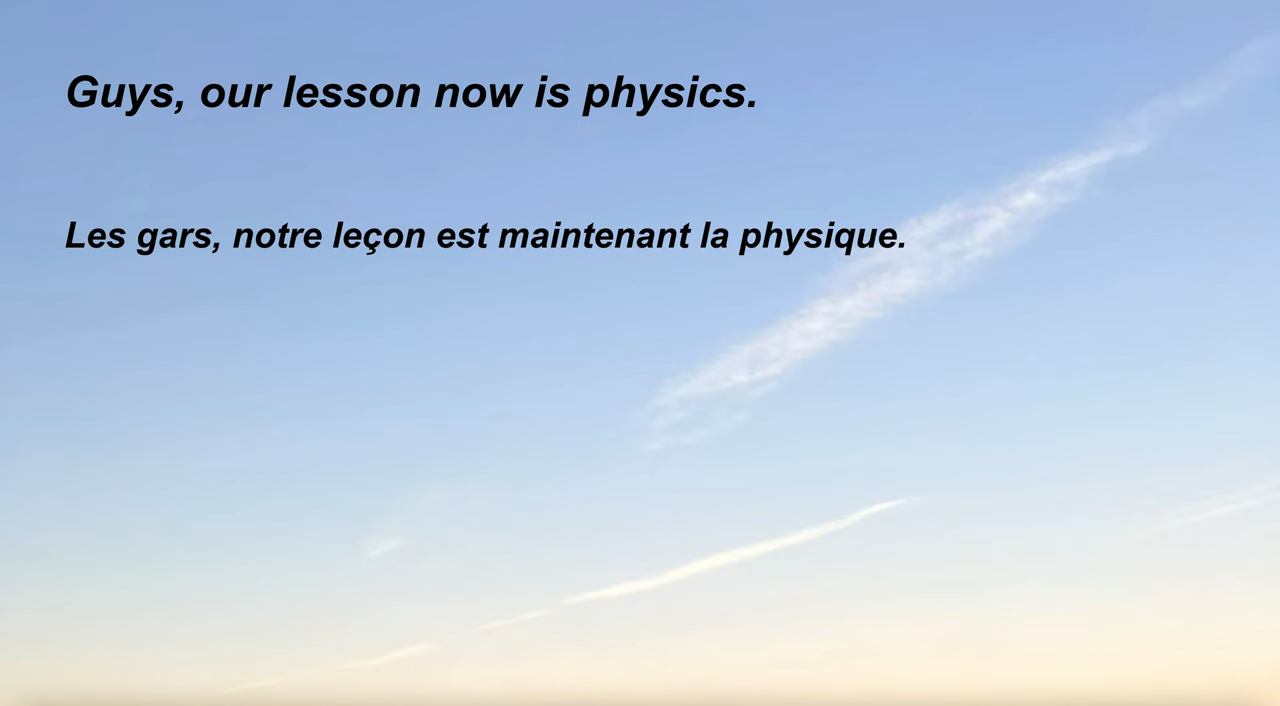 Guys, our lesson now is physics.
Les gars, notre leçon est maintenant la physique.